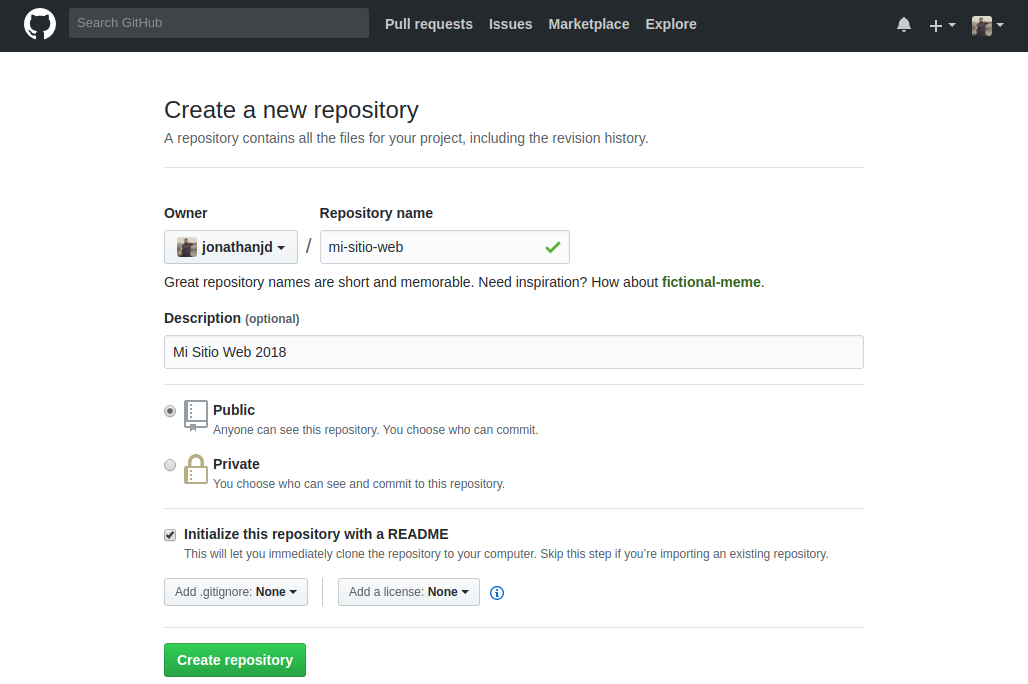 Search GitHub Pull requests Issues Marketplace Explore
Create a new repository
A repository contains all the files for your project, including the revision history.
Owner Repository name
jonathanjd / mi-sitio-web
Great repository names are short and memorable. Need inspiration? How about fictional-meme.
Description (optional)
Mi Sitio Web 2018
Public
Anyone can see this repository. You choose who can commit.
Private
You choose who can see and commit to this repository.
Initialize this repository with a README
This will let you immediately clone the repository to your computer. Skip this step if you’re importing an existing repository.
Add .gitignore: None Add a license: None
Create repository